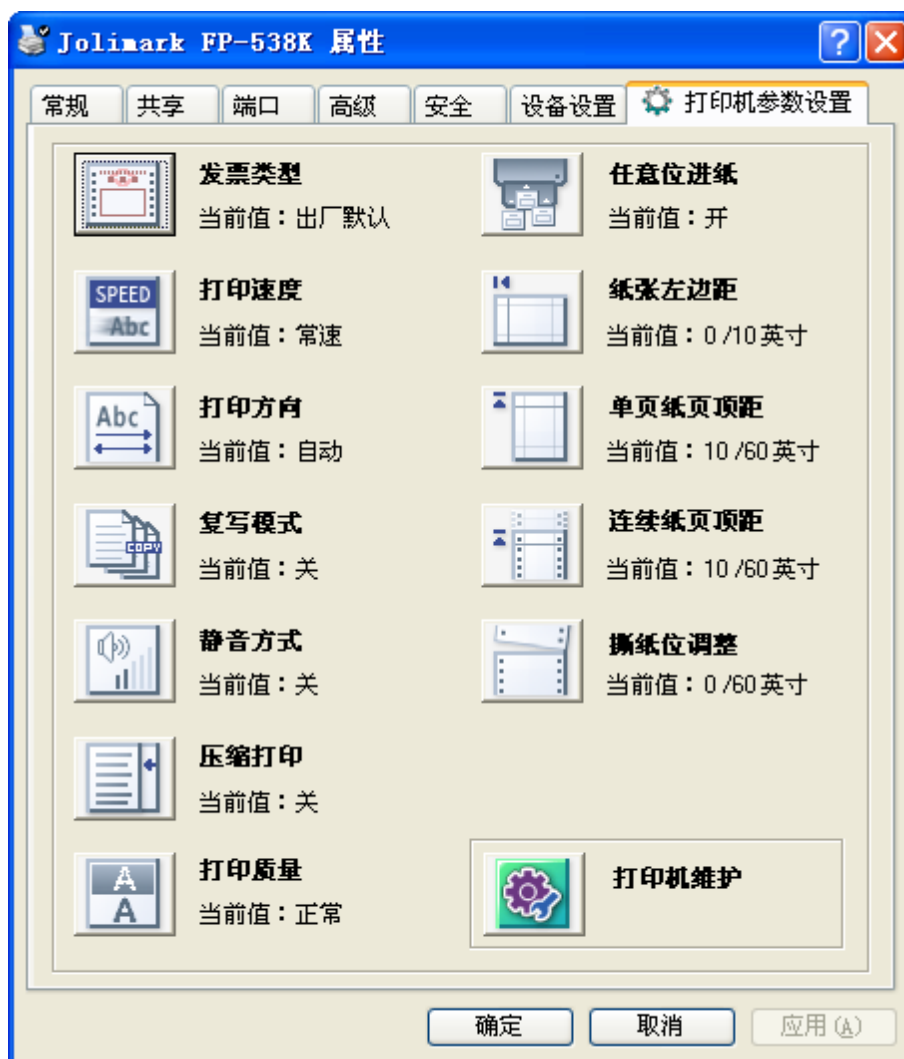 Jolimark FP-538K 属性
常规 共享 端口 高级 安全 设备设置 打印机参数设置
发票类型
当前值：出厂默认
任意位进纸
当前值：开
SPEED
Abc
打印速度
当前值：常速
纸张左边距
当前值：0 /10 英寸
Abc
打印方向
当前值：自动
单页纸页顶距
当前值：10 /60 英寸
COPY
复写模式
当前值：关
连续纸页顶距
当前值：10 /60 英寸
静音方式
当前值：关
撕纸位调整
当前值：0 /60 英寸
压缩打印
当前值：关
A
A
打印质量
当前值：正常
打印机维护
确定 取消 应用(A)